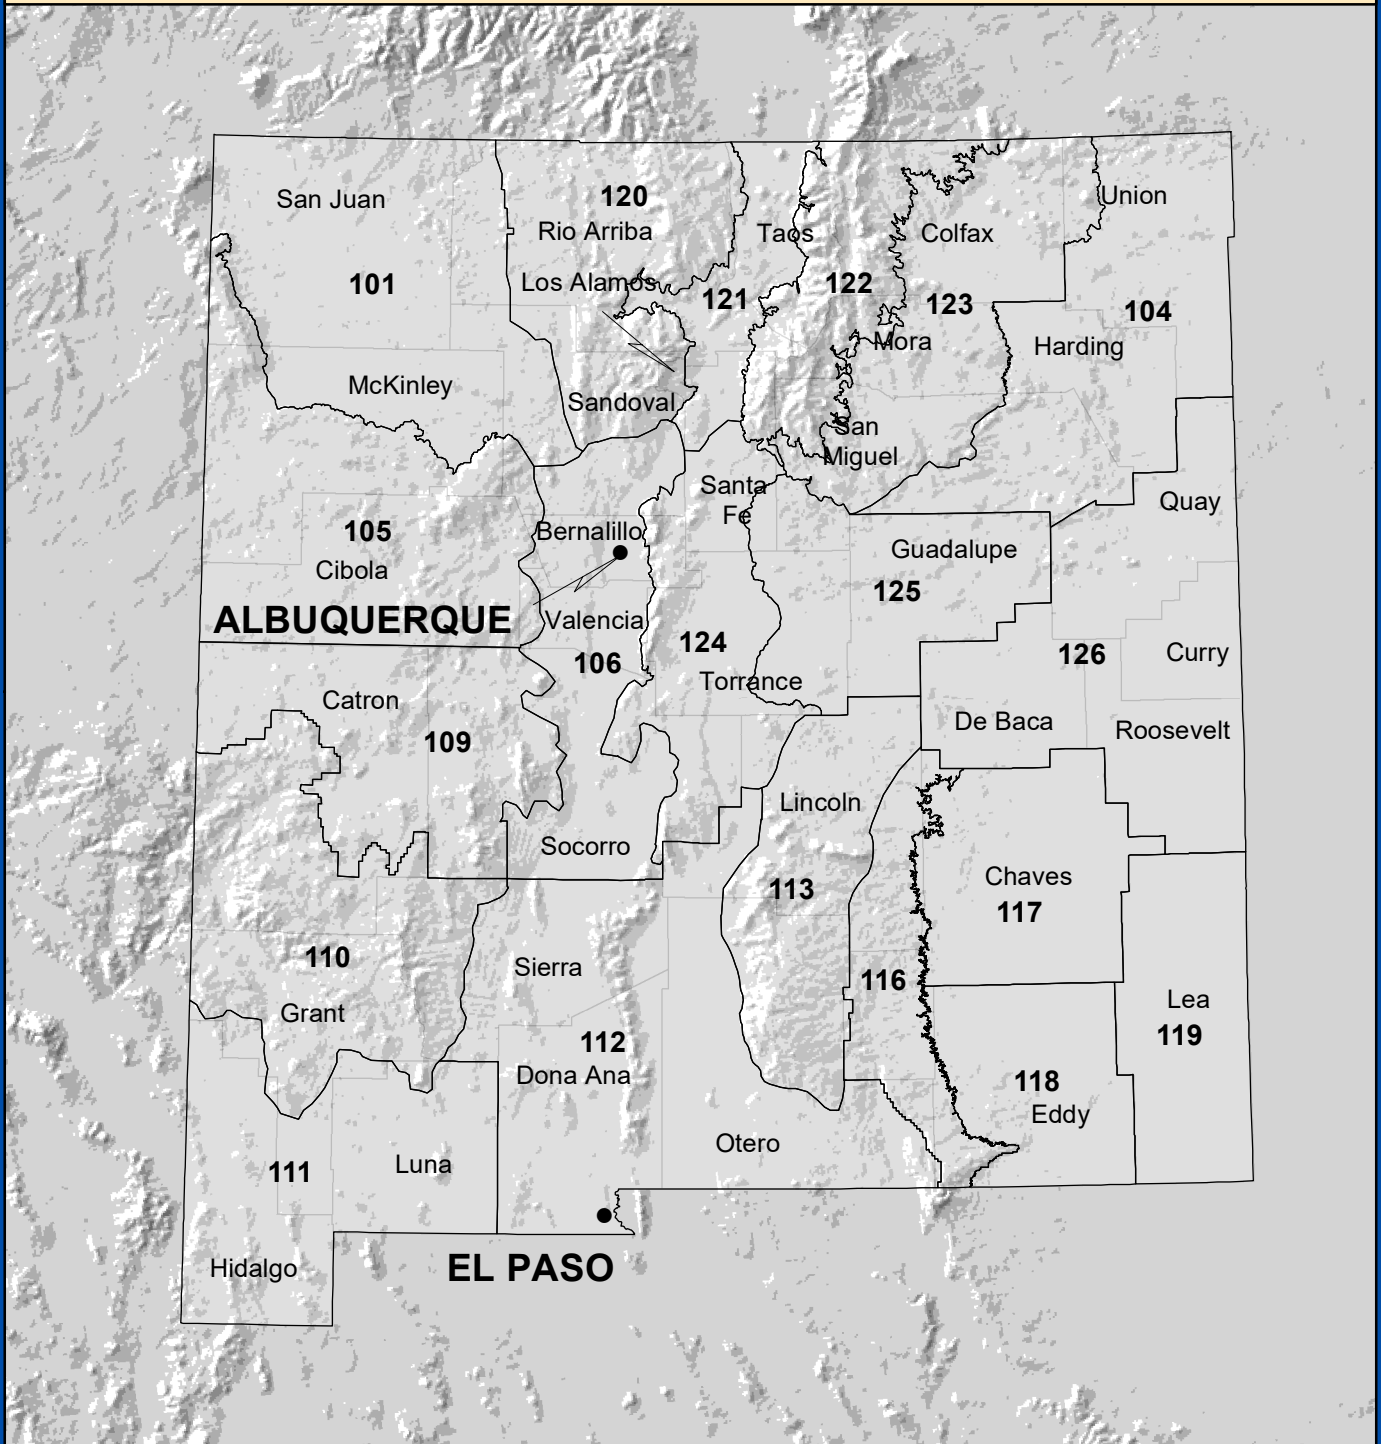 San Juan
120
Union
Rio Arriba
Taos
Colfax
Los Alamos
101
122
121
123
104
Mora
Harding
McKinley
Sandoval
San
Miguel
Santa
Fe
Quay
105
Bernalillo
Guadalupe
Cibola
125
ALBUQUERQUE
Valencia
124
126
Curry
106
Torrance
Catron
De Baca
Roosevelt
109
Lincoln
Socorro
Chaves
113
117
110
Sierra
116
Lea
Grant
119
112
Dona Ana
118
Eddy
Otero
111
Luna
Hidalgo
EL PASO